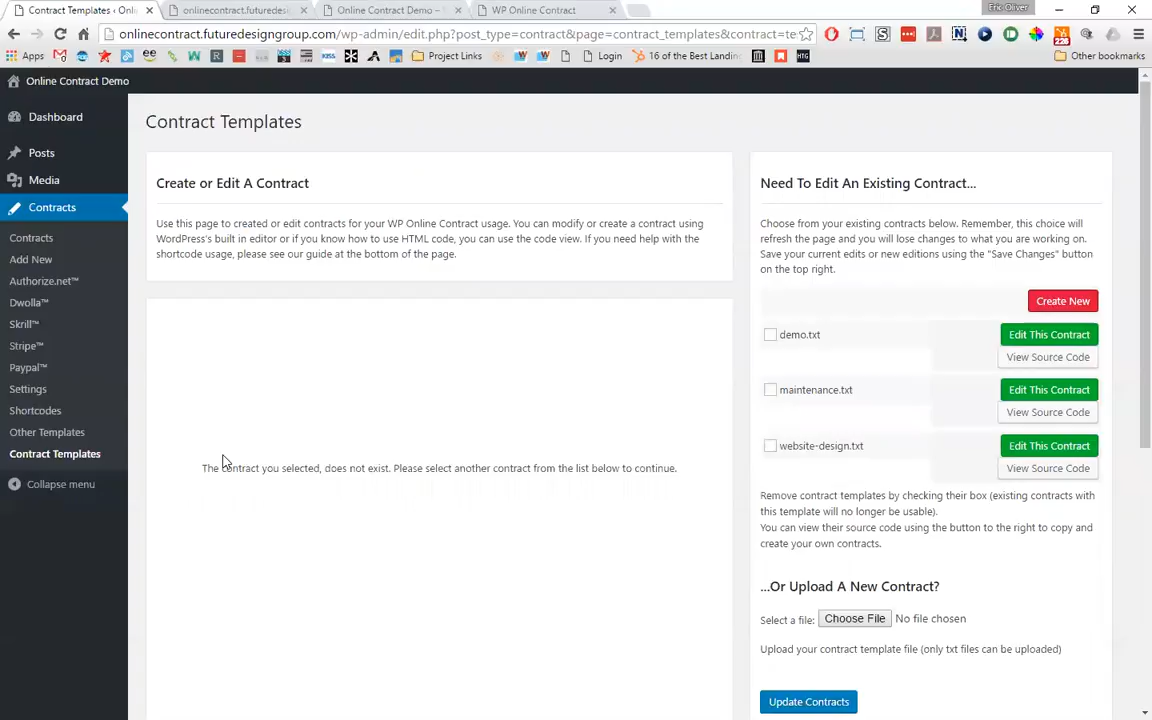 Contract Templates ‹ Onli
onlinecontract.futuredesi
Online Contract Demo –
WP Online Contract
Eric Oliver
onlinecontract.futuredesigngroup.com/wp-admin/edit.php?post_type=contract&page=contract_templates&contract=te
Apps
Project Links
Login
16 of the Best Landin
Other bookmarks
226
Online Contract Demo
Dashboard
Posts
Media
Contracts
Contracts
Add New
Authorize.net™
Dwolla™
Skrill™
Stripe™
Paypal™
Settings
Shortcodes
Other Templates
Contract Templates
Collapse menu
Contract Templates
Create or Edit A Contract
Use this page to created or edit contracts for your WP Online Contract usage. You can modify or create a contract using
WordPress's built in editor or if you know how to use HTML code, you can use the code view. If you need help with the
shortcode usage, please see our guide at the bottom of the page.
The contract you selected, does not exist. Please select another contract from the list below to continue.
Need To Edit An Existing Contract...
Choose from your existing contracts below. Remember, this choice will
refresh the page and you will lose changes to what you are working on.
Save your current edits or new editions using the "Save Changes" button
on the top right.
Create New
demo.txt
Edit This Contract
View Source Code
maintenance.txt
Edit This Contract
View Source Code
website-design.txt
Edit This Contract
View Source Code
Remove contract templates by checking their box (existing contracts with
this template will no longer be usable).
You can view their source code using the button to the right to copy and
create your own contracts.
...Or Upload A New Contract?
Select a file: Choose File No file chosen
Upload your contract template file (only txt files can be uploaded)
Update Contracts